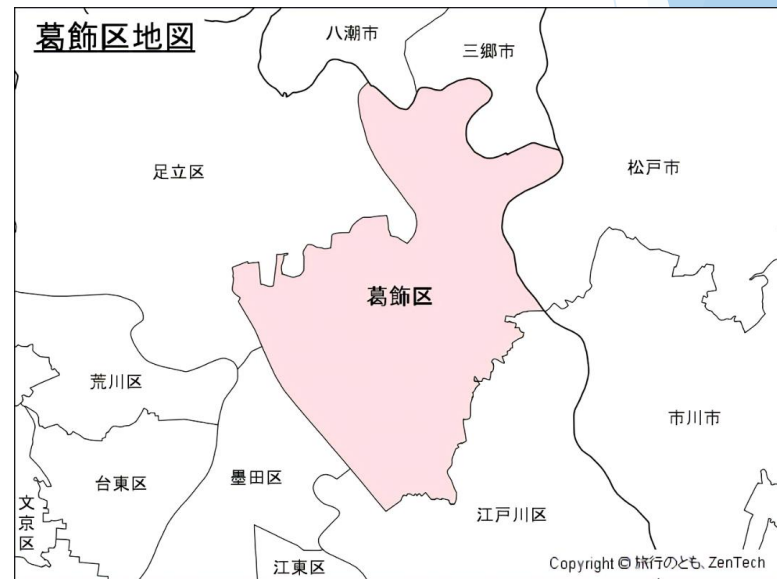 葛飾区地図
八潮市
三郷市
足立区
松戸市
葛飾区
荒川区
市川市
台東区
墨田区
文京区
江戸川区
江東区
Copyright © 旅行のとも、ZenTech